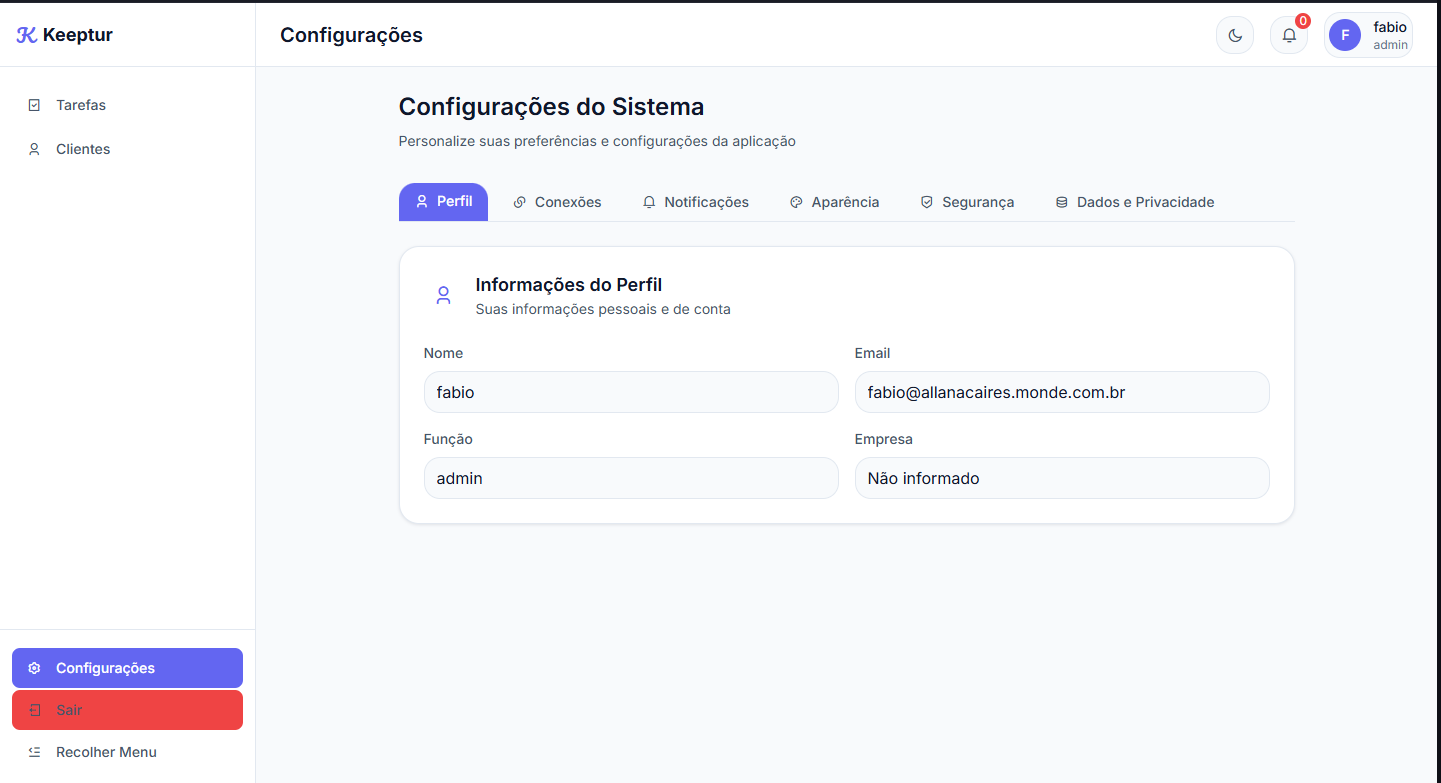 Keeptur
Configurações
0
F
fabio
admin
Tarefas
Clientes
Configurações do Sistema
Personalize suas preferências e configurações da aplicação
Perfil
Conexões
Notificações
Aparência
Segurança
Dados e Privacidade
Informações do Perfil
Suas informações pessoais e de conta
Nome
fabio
Email
fabio@allanacaires.monde.com.br
Função
admin
Empresa
Não informado
Configurações
Sair
Recolher Menu